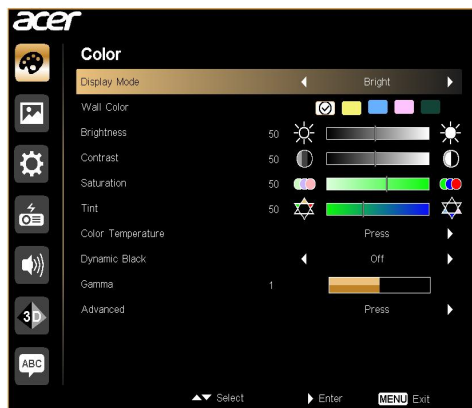 acer
Color
Display Mode Bright
Wall Color
Brightness 50
Contrast 50
Saturation 50
Tint 50
Color Temperature Press
Dynamic Black Off
Gamma 1
Advanced Press
3D
ABC
Select Enter MENU Exit